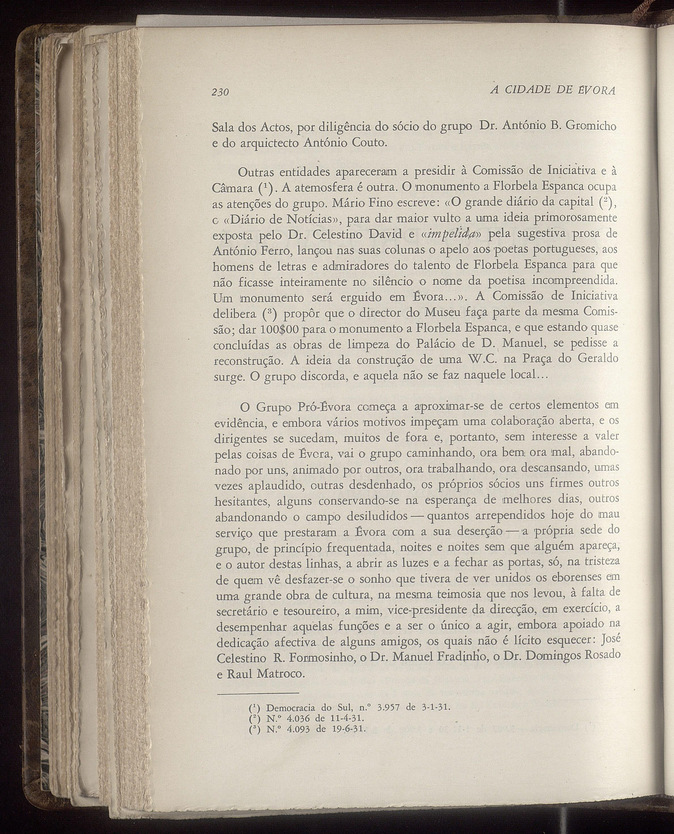 230 A CIDADE DE ÉVORA
Sala dos Actos, por diligência do sócio do grupo Dr. António B. Gromicho
e do arquictecto António Couto.
Outras entidades apareceram a presidir à Comissão de Iniciativa e à
Câmara (¹). A atemosfera é outra. O monumento a Florbela Espanca ocupa
as atenções do grupo. Mário Fino escreve: «O grande diário da capital (²),
o «Diário de Notícias», para dar maior vulto a uma ideia primorosamente
exposta pelo Dr. Celestino David e «impelida» pela sugestiva prosa de
António Ferro, lançou nas suas colunas o apelo aos poetas portugueses, aos
homens de letras e admiradores do talento de Florbela Espanca para que
não ficasse inteiramente no silêncio o nome da poetisa incompreendida.
Um monumento será erguido em Évora...». A Comissão de Iniciativa
delibera (³) propôr que o director do Museu faça parte da mesma Comis-
são; dar 100$00 para o monumento a Florbela Espanca, e que estando quase
concluídas as obras de limpeza do Palácio de D. Manuel, se pedisse a
reconstrução. A ideia da construção de uma W.C. na Praça do Geraldo
surge. O grupo discorda, e aquela não se faz naquele local...
O Grupo Pró-Évora começa a aproximar-se de certos elementos em
evidência, e embora vários motivos impeçam uma colaboração aberta, e os
dirigentes se sucedam, muitos de fora e, portanto, sem interesse a valer
pelas coisas de Évora, vai o grupo caminhando, ora bem ora mal, abando-
nado por uns, animado por outros, ora trabalhando, ora descansando, umas
vezes aplaudido, outras desdenhado, os próprios sócios uns firmes outros
hesitantes, alguns conservando-se na esperança de melhores dias, outros
abandonando o campo desiludidos — quantos arrependidos hoje do mau
serviço que prestaram a Évora com a sua deserção — a própria sede do
grupo, de princípio frequentada, noites e noites sem que alguém apareça,
e o autor destas linhas, a abrir as luzes e a fechar as portas, só, na tristeza
de quem vê desfazer-se o sonho que tivera de ver unidos os eborenses em
uma grande obra de cultura, na mesma teimosia que nos levou, à falta de
secretário e tesoureiro, a mim, vice-presidente da direcção, em exercício, a
desempenhar aquelas funções e a ser o único a agir, embora apoiado na
dedicação afectiva de alguns amigos, os quais não é lícito esquecer: José
Celestino R. Formosinho, o Dr. Manuel Fradinho, o Dr. Domingos Rosado
e Raul Matroco.
(¹) Democracia do Sul, n.º 3.957 de 3-1-31.
(²) N.º 4.036 de 11-4-31.
(³) N.º 4.093 de 19-6-31.